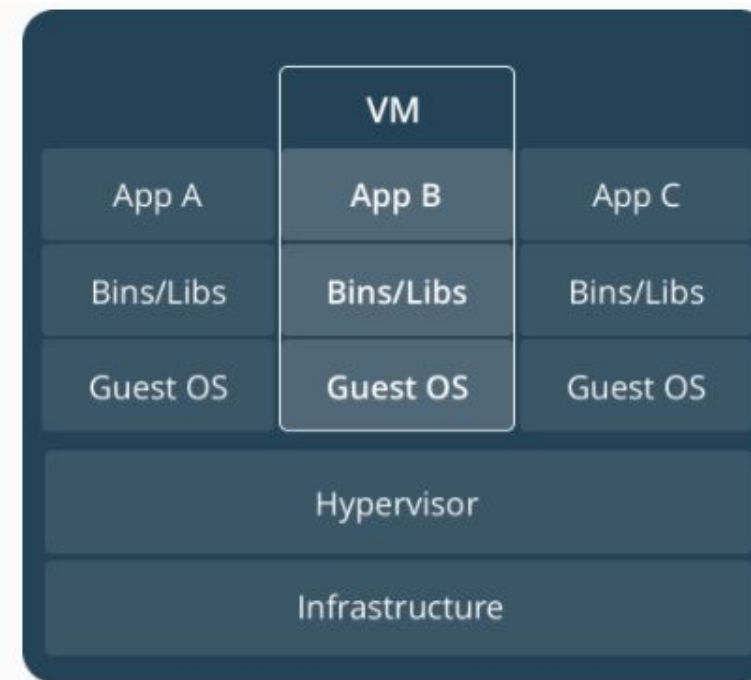 VM
App A App B App C
Bins/Libs Bins/Libs Bins/Libs
Guest OS Guest OS Guest OS
Hypervisor
Infrastructure